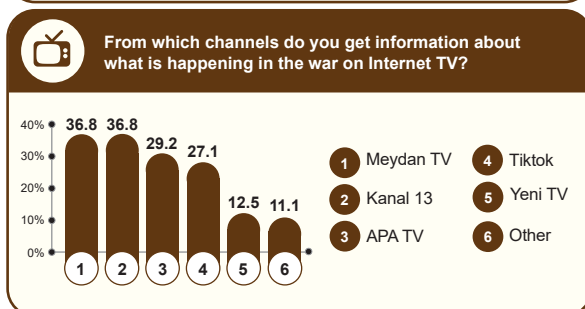 From which channels do you get information about
what is happening in the war on Internet TV?
40%
30%
20%
10%
0%
36.8 36.8 29.2 27.1 12.5 11.1
1 2 3 4 5 6
1 Meydan TV
2 Kanal 13
3 APA TV
4 Tiktok
5 Yeni TV
6 Other